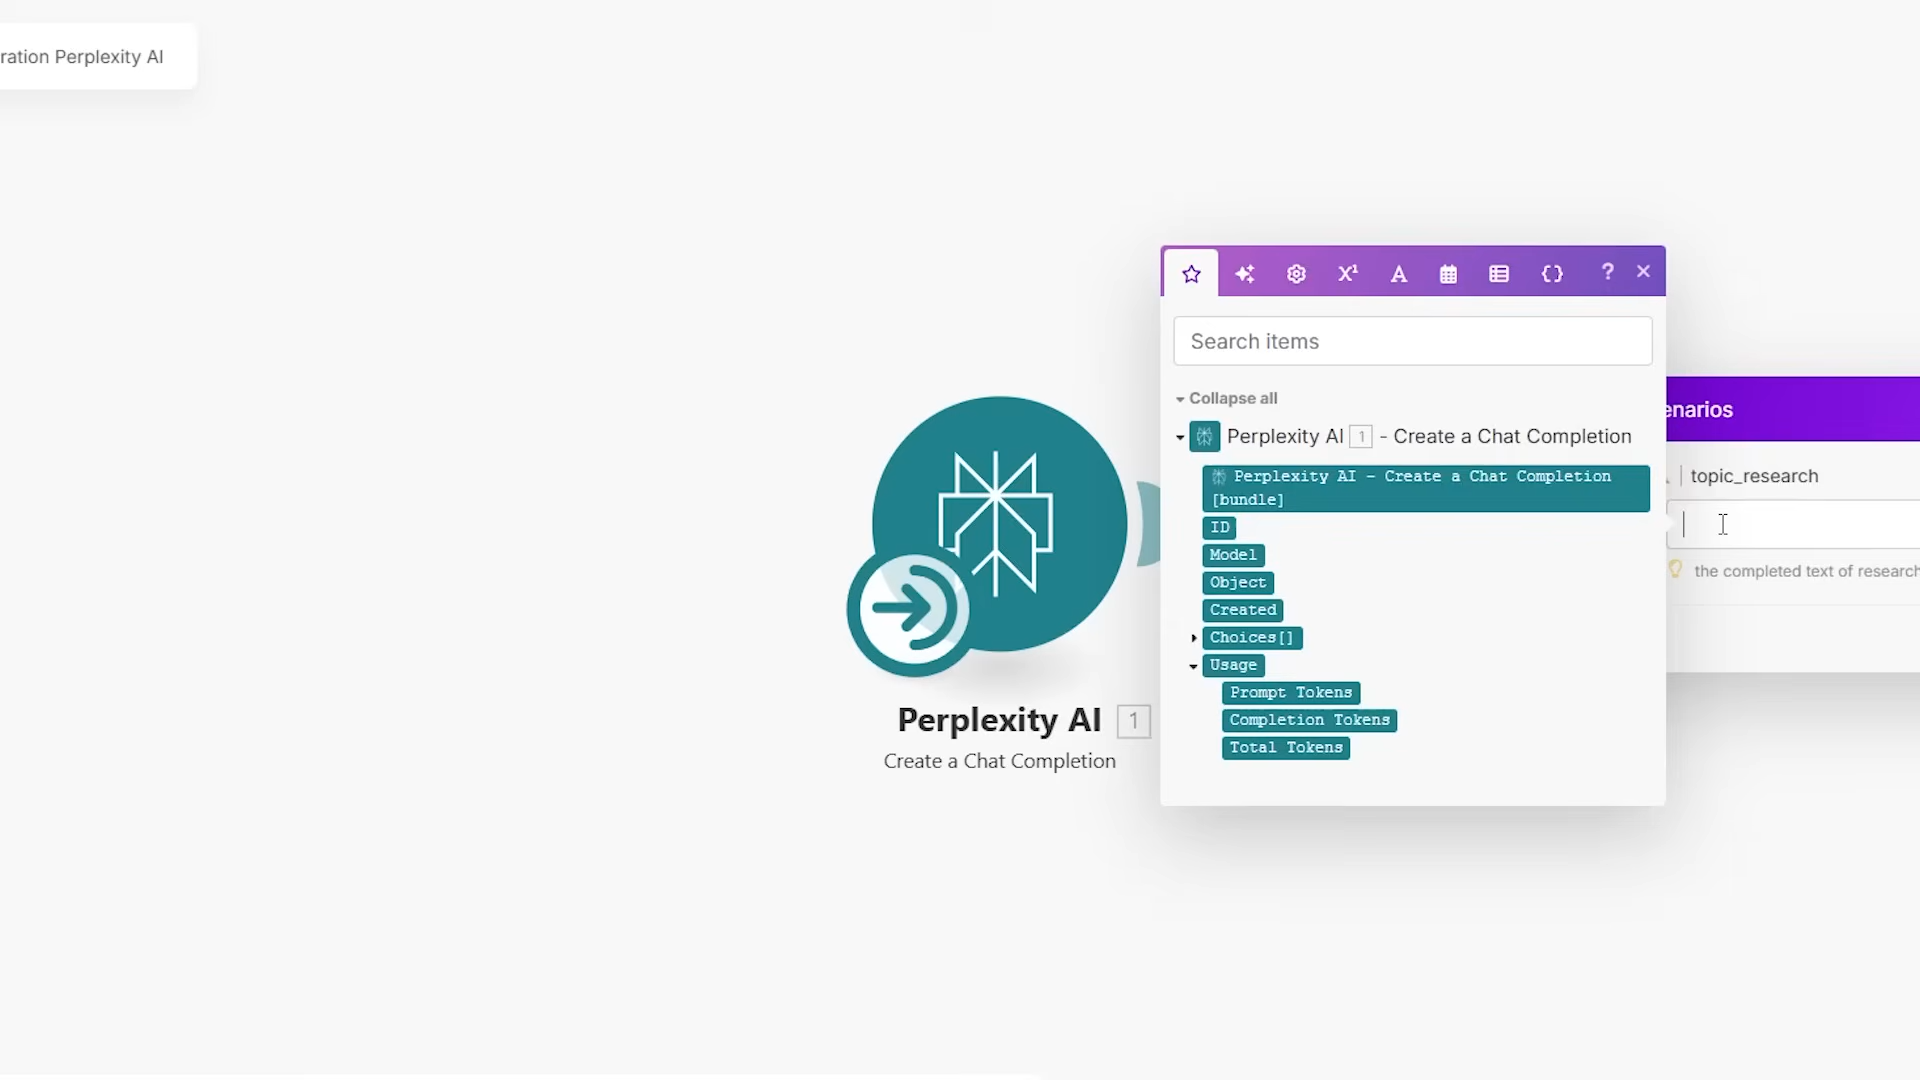 ration Perplexity AI
Search items
Collapse all
Perplexity AI 1 - Create a Chat Completion
Perplexity AI - Create a Chat Completion
[bundle]
ID
Model
Object
Created
Choices[]
Usage
Prompt Tokens
Completion Tokens
Total Tokens
enarios
topic_research
the completed text of research
Perplexity AI 1
Create a Chat Completion